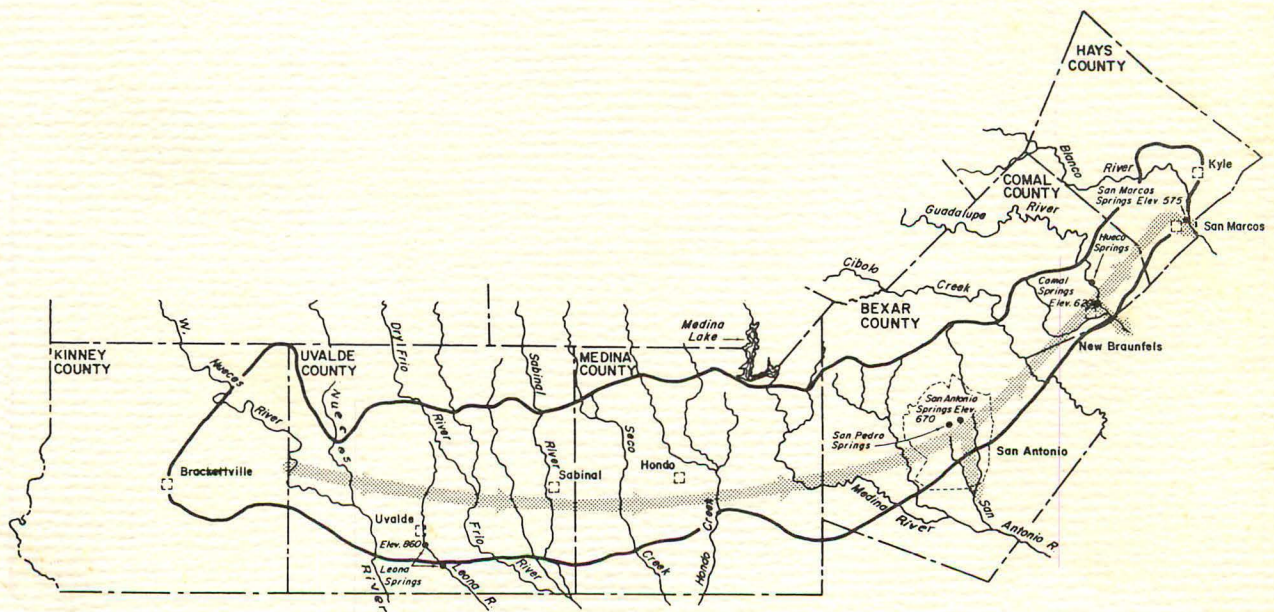 HAYS
COUNTY
Blanco
River
Kyle
COMAL
COUNTY
San Marcos
Springs Elev. 575
San Marcos
Guadalupe
River
Hueco
Springs
Cibolo
Creek
Comal
Springs
Elev.
New Braunfels
BEXAR
COUNTY
Medina
Lake
KINNEY
COUNTY
UVALDE
COUNTY
MEDINA
COUNTY
W.
Nueces
River
Nueces
River
Dry Frio
River
Frio
River
Sabinal
River
Sabinal
Seco
Creek
Hondo
Hondo
Creek
San Antonio
Springs Elev.
670
San Pedro
Springs
San Antonio
Medina
River
San
Antonio R.
Brackettville
Uvalde
Elev. 860
Leona
Springs
Leona R.